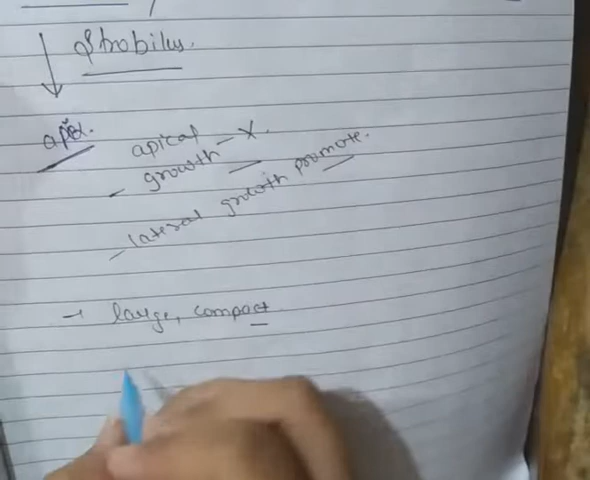 ↓ Strobilus.
apex.
apical
growth - x.
- lateral growth promote.
- large, compact